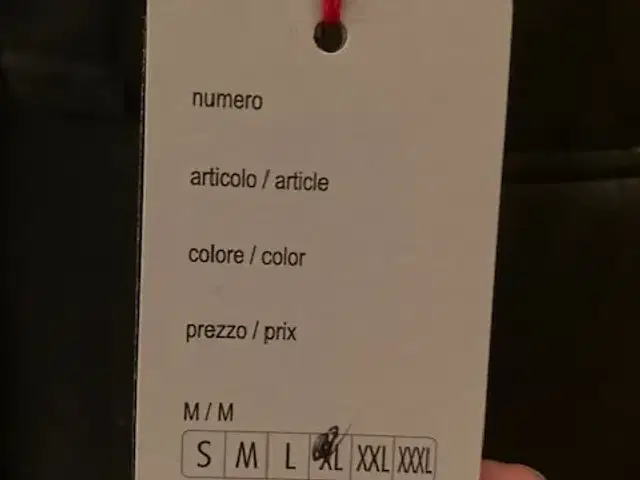 numero
articolo / article
colore / color
prezzo / prix
M / M
S M L XL XXL XXXL